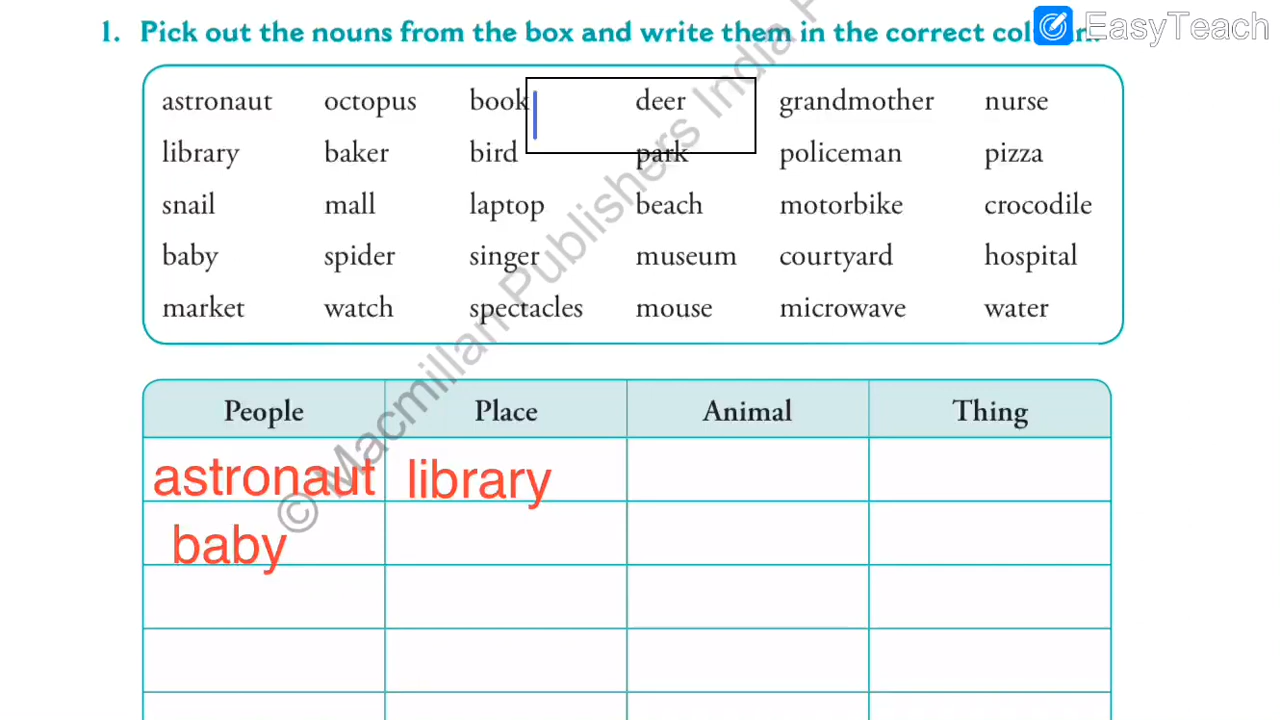 1. Pick out the nouns from the box and write them in the correct
EasyTeach
astronaut octopus book deer grandmother nurse
library baker bird park policeman pizza
snail mall laptop beach motorbike crocodile
baby spider singer museum courtyard hospital
market watch spectacles mouse microwave water
People Place Animal Thing
astronaut library
baby
© Macmillan Publishers India